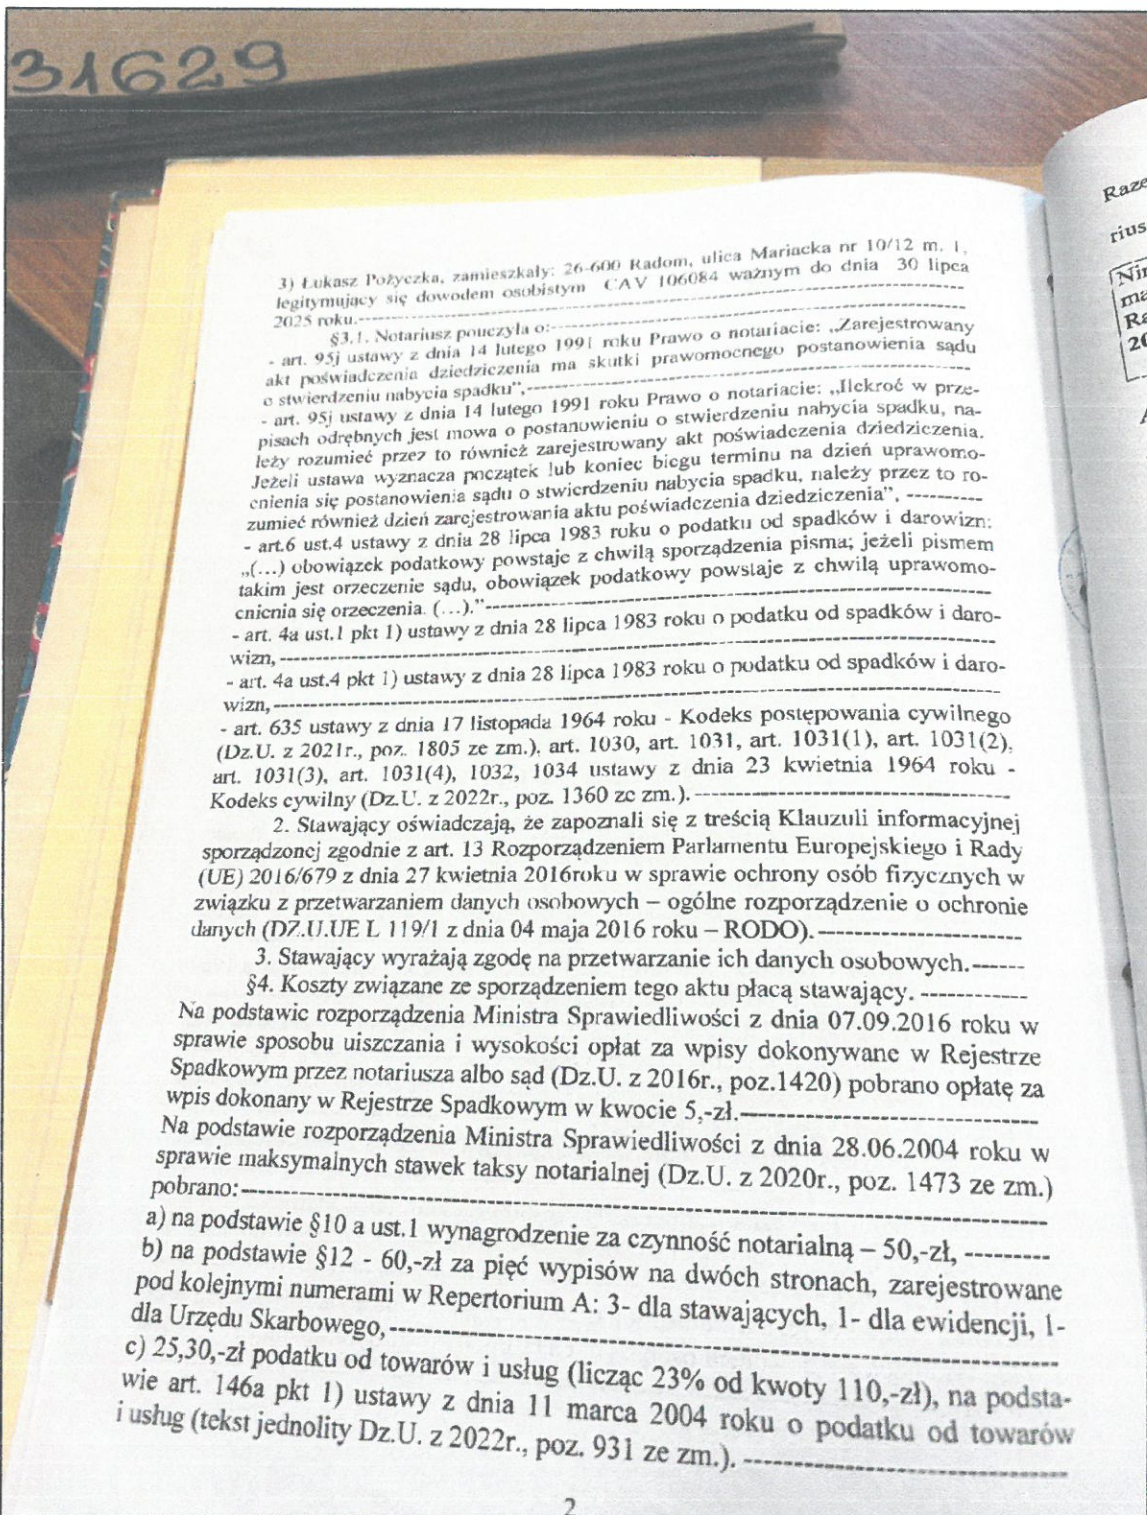 31629
3) Łukasz Pożyczka, zamieszkały: 26-600 Radom, ulica Mariacka nr 10/12 m. 1,
legitymujący się dowodem osobistym CAV 106084 ważnym do dnia 30 lipca
2025 roku.--------------------
§3.1. Notariusz pouczyła o:--------------------
- art. 95j ustawy z dnia 14 lutego 1991 roku Prawo o notariacie: „Zarejestrowany
akt poświadczenia dziedziczenia ma skutki prawomocnego postanowienia sądu
o stwierdzeniu nabycia spadku”,--------------------
- art. 95j ustawy z dnia 14 lutego 1991 roku Prawo o notariacie: „Ilekroć w prze-
pisach odrębnych jest mowa o postanowieniu o stwierdzeniu nabycia spadku, na-
leży rozumieć przez to również zarejestrowany akt poświadczenia dziedziczenia.
Jeżeli ustawa wyznacza początek lub koniec biegu terminu na dzień uprawomo-
cnienia się postanowienia sądu o stwierdzeniu nabycia spadku, należy przez to ro-
zumieć również dzień zarejestrowania aktu poświadczenia dziedziczenia”, ----------
- art.6 ust.4 ustawy z dnia 28 lipca 1983 roku o podatku od spadków i darowizn:
„(...) obowiązek podatkowy powstaje z chwilą sporządzenia pisma; jeżeli pismem
takim jest orzeczenie sądu, obowiązek podatkowy powstaje z chwilą uprawomo-
cnienia się orzeczenia. (...).”--------------------
- art. 4a ust.1 pkt 1) ustawy z dnia 28 lipca 1983 roku o podatku od spadków i daro-
wizn,--------------------
- art. 4a ust.4 pkt 1) ustawy z dnia 28 lipca 1983 roku o podatku od spadków i daro-
wizn,--------------------
- art. 635 ustawy z dnia 17 listopada 1964 roku - Kodeks postępowania cywilnego
(Dz.U. z 2021r., poz. 1805 ze zm.), art. 1030, art. 1031, art. 1031(1), art. 1031(2),
art. 1031(3), art. 1031(4), 1032, 1034 ustawy z dnia 23 kwietnia 1964 roku -
Kodeks cywilny (Dz.U. z 2022r., poz. 1360 ze zm.).--------------------
2. Stawający oświadczają, że zapoznali się z treścią Klauzuli informacyjnej
sporządzonej zgodnie z art. 13 Rozporządzeniem Parlamentu Europejskiego i Rady
(UE) 2016/679 z dnia 27 kwietnia 2016roku w sprawie ochrony osób fizycznych w
związku z przetwarzaniem danych osobowych – ogólne rozporządzenie o ochronie
danych (DZ.U.UE L 119/1 z dnia 04 maja 2016 roku – RODO).--------------------
3. Stawający wyrażają zgodę na przetwarzanie ich danych osobowych.------
§4. Koszty związane ze sporządzeniem tego aktu płacą stawający. ------------
Na podstawie rozporządzenia Ministra Sprawiedliwości z dnia 07.09.2016 roku w
sprawie sposobu uiszczania i wysokości opłat za wpisy dokonywane w Rejestrze
Spadkowym przez notariusza albo sąd (Dz.U. z 2016r., poz.1420) pobrano opłatę za
wpis dokonany w Rejestrze Spadkowym w kwocie 5,-zł.--------------------
Na podstawie rozporządzenia Ministra Sprawiedliwości z dnia 28.06.2004 roku w
sprawie maksymalnych stawek taksy notarialnej (Dz.U. z 2020r., poz. 1473 ze zm.)
pobrano:--------------------
a) na podstawie §10 a ust.1 wynagrodzenie za czynność notarialną – 50,-zł, ---------
b) na podstawie §12 - 60,-zł za pięć wypisów na dwóch stronach, zarejestrowane
pod kolejnymi numerami w Repertorium A: 3- dla stawających, 1- dla ewidencji, 1-
dla Urzędu Skarbowego,--------------------
c) 25,30,-zł podatku od towarów i usług (licząc 23% od kwoty 110,-zł), na podsta-
wie art. 146a pkt 1) ustawy z dnia 11 marca 2004 roku o podatku od towarów
i usług (tekst jednolity Dz.U. z 2022r., poz. 931 ze zm.). --------------------
2